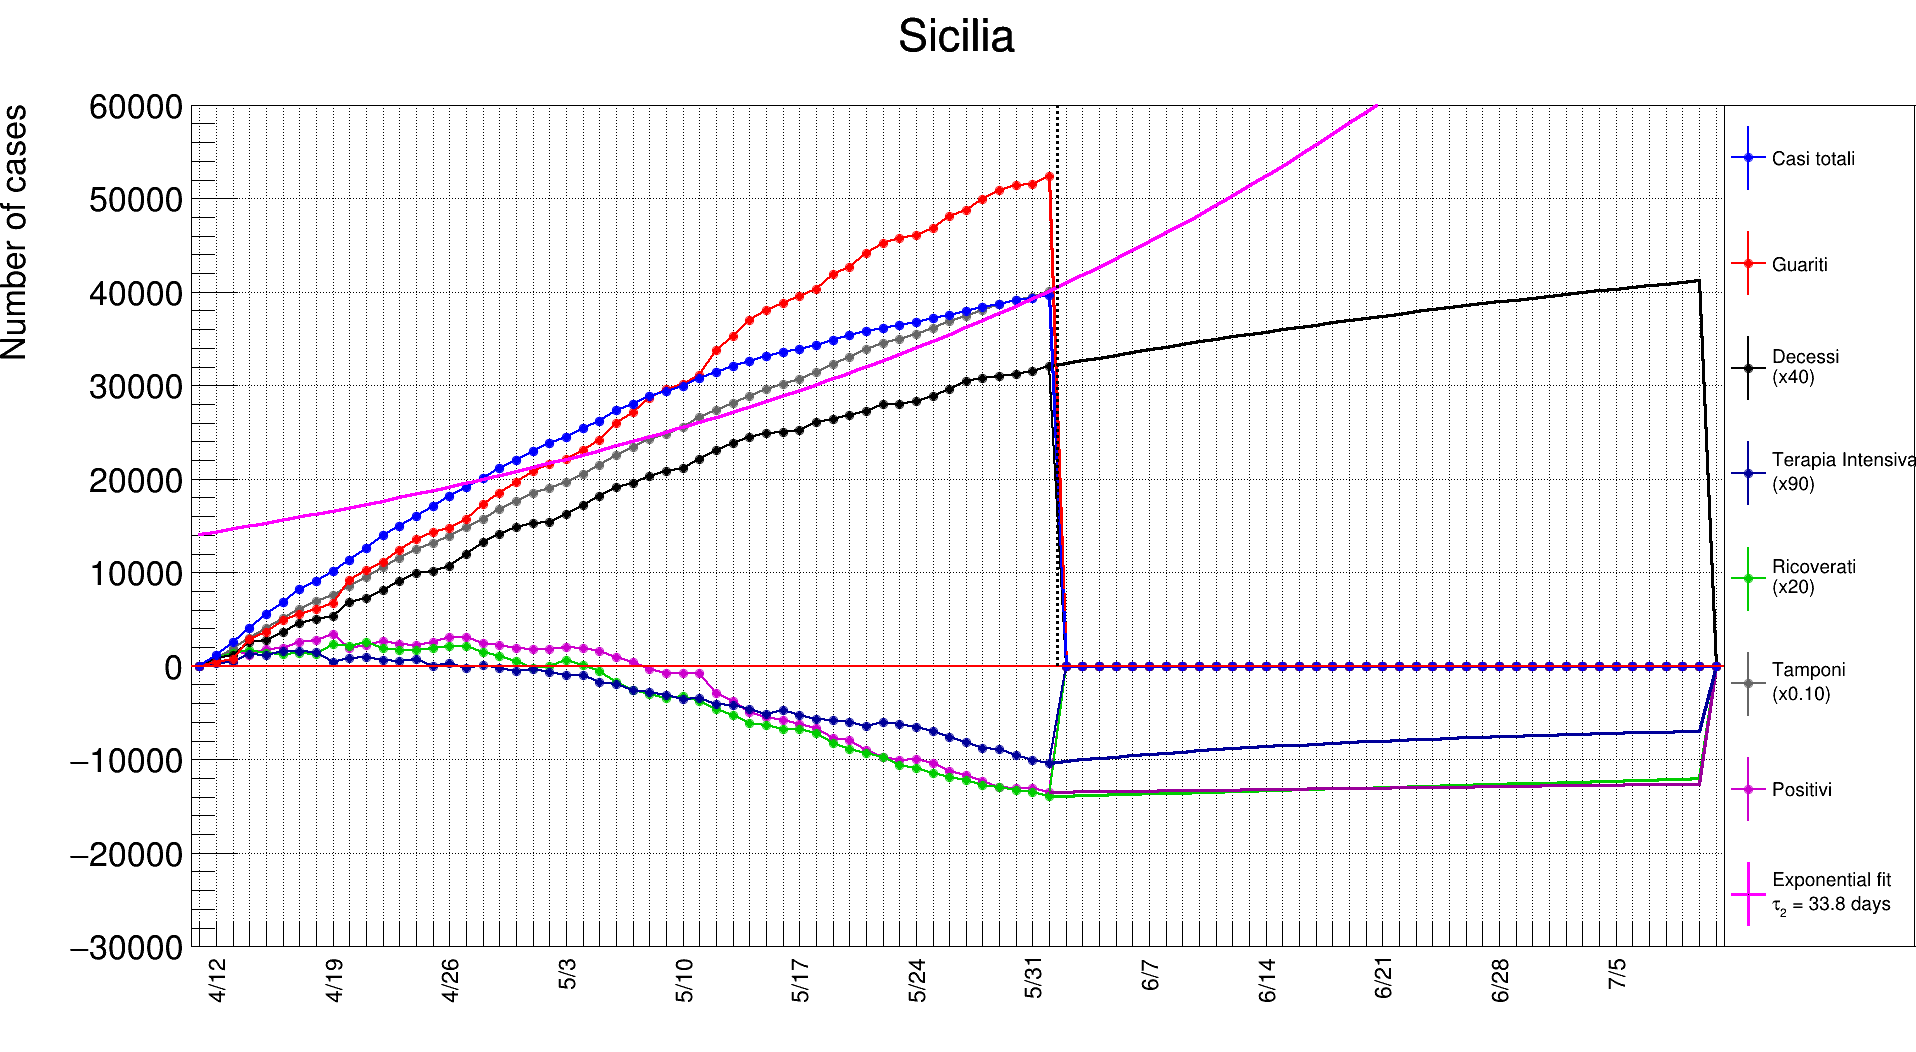 Sicilia
Number of cases
60000
50000
40000
30000
20000
10000
0
−10000
−20000
−30000
4/12
4/19
4/26
5/3
5/10
5/17
5/24
5/31
6/7
6/14
6/21
6/28
7/5
Casi totali
Guariti
Decessi
(x40)
Terapia Intensiva
(x90)
Ricoverati
(x20)
Tamponi
(x0.10)
Positivi
Exponential fit
τ2 = 33.8 days